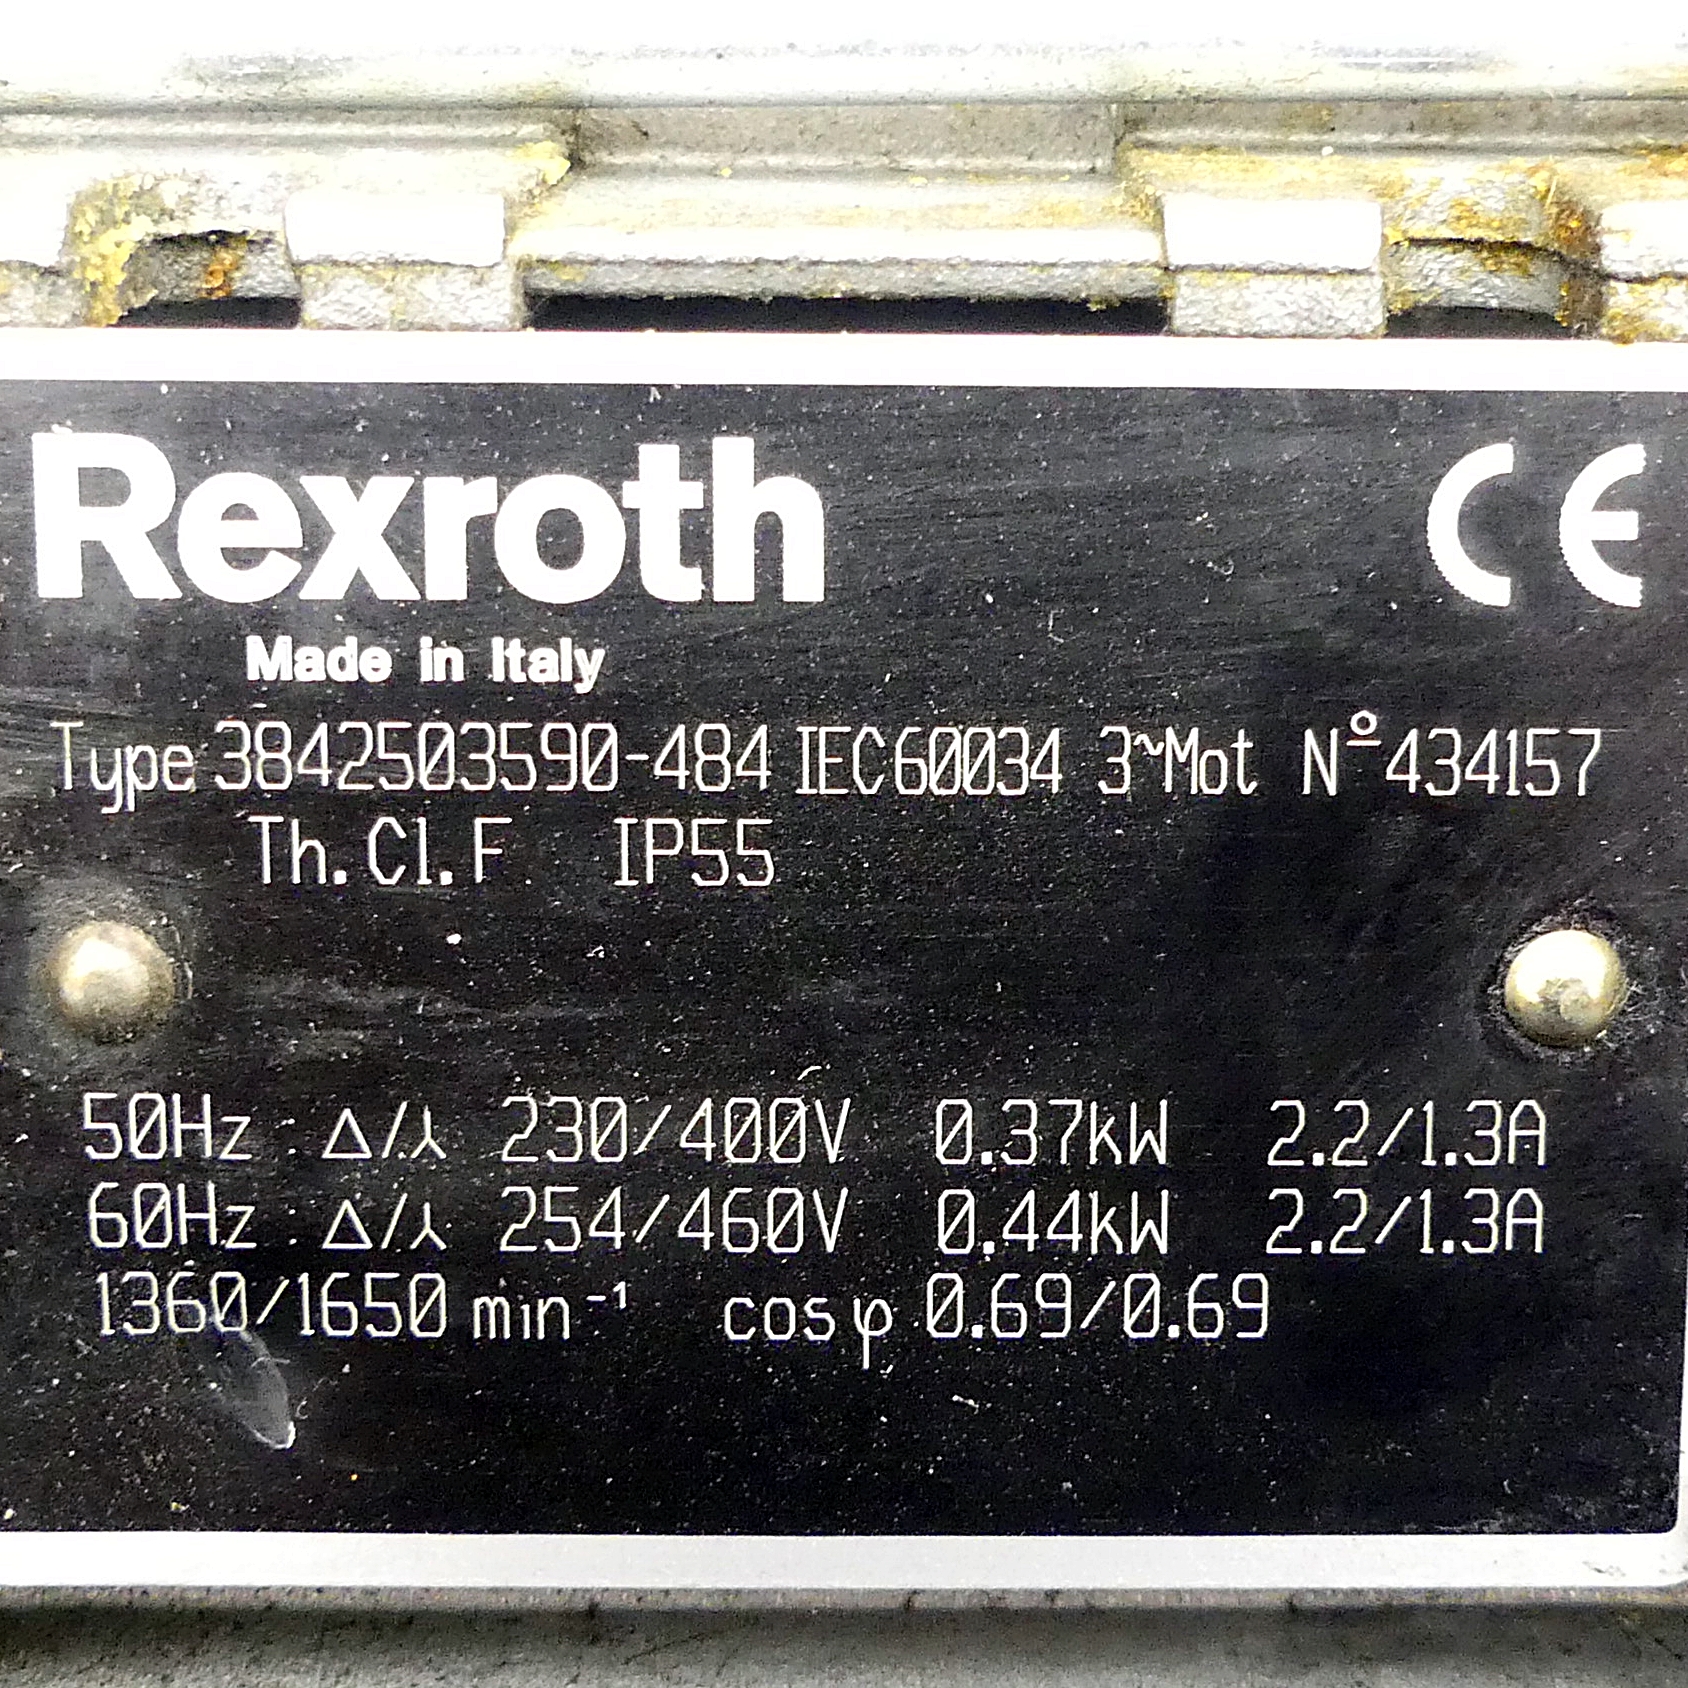 Rexroth CE
Made in Italy
Type 3842503590-484 IEC60034 3~Mot Nº434157
Th.Cl.F IP55
50Hz : Δ/⅄ 230/400V 0.37kW 2.2/1.3A
60Hz : Δ/⅄ 254/460V 0.44kW 2.2/1.3A
1360/1650 min⁻¹ cosφ 0.69/0.69